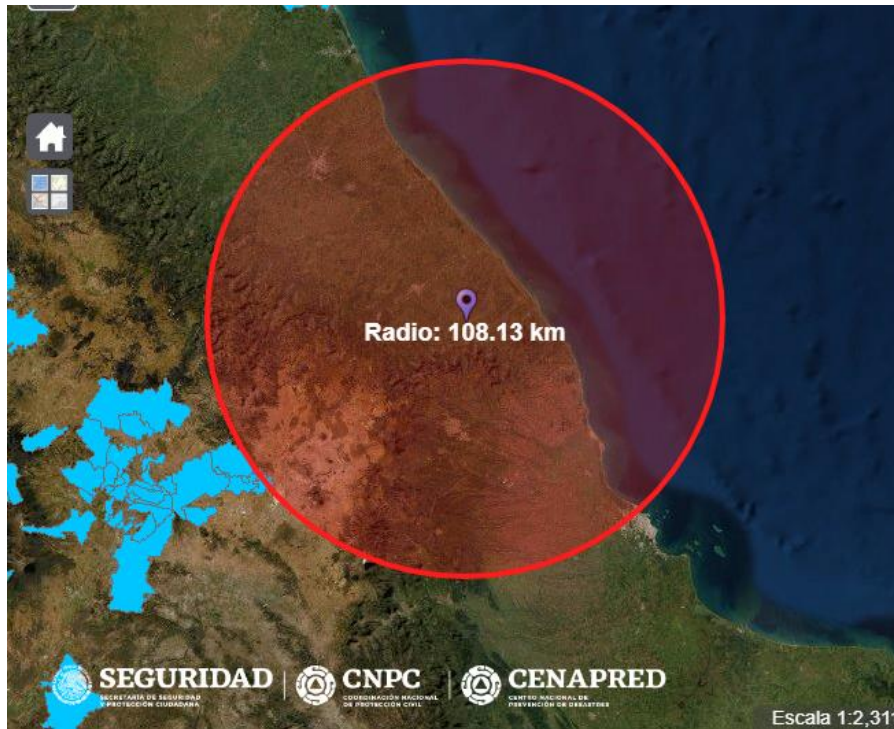 Radio: 108.13 km
SEGURIDAD
SECRETARÍA DE SEGURIDAD
Y PROTECCIÓN CIUDADANA
CNPC
COORDINACIÓN NACIONAL
DE PROTECCIÓN CIVIL
CENAPRED
CENTRO NACIONAL DE
PREVENCIÓN DE DESASTRES
Escala 1:2,311